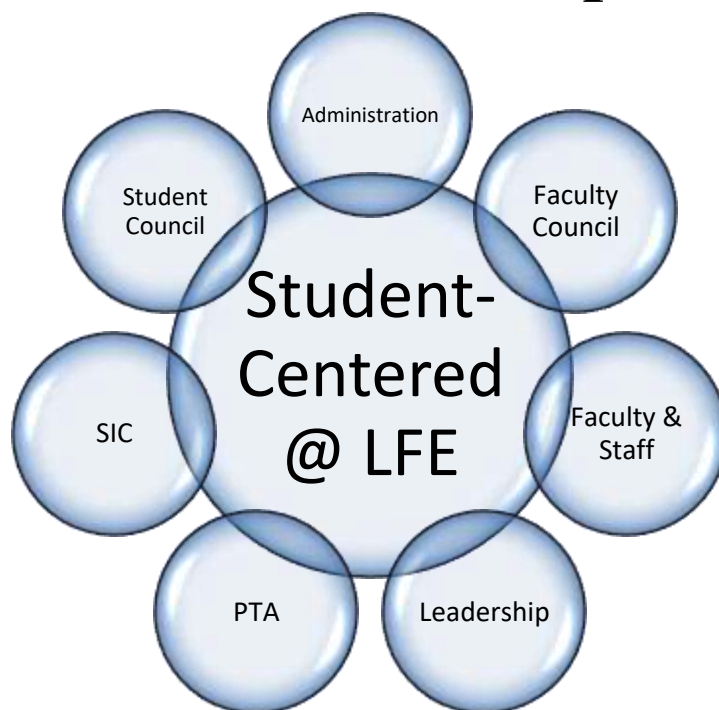 Administration
Student
Council
Faculty
Council
Student-
Centered
@ LFE
SIC
Faculty &
Staff
PTA
Leadership